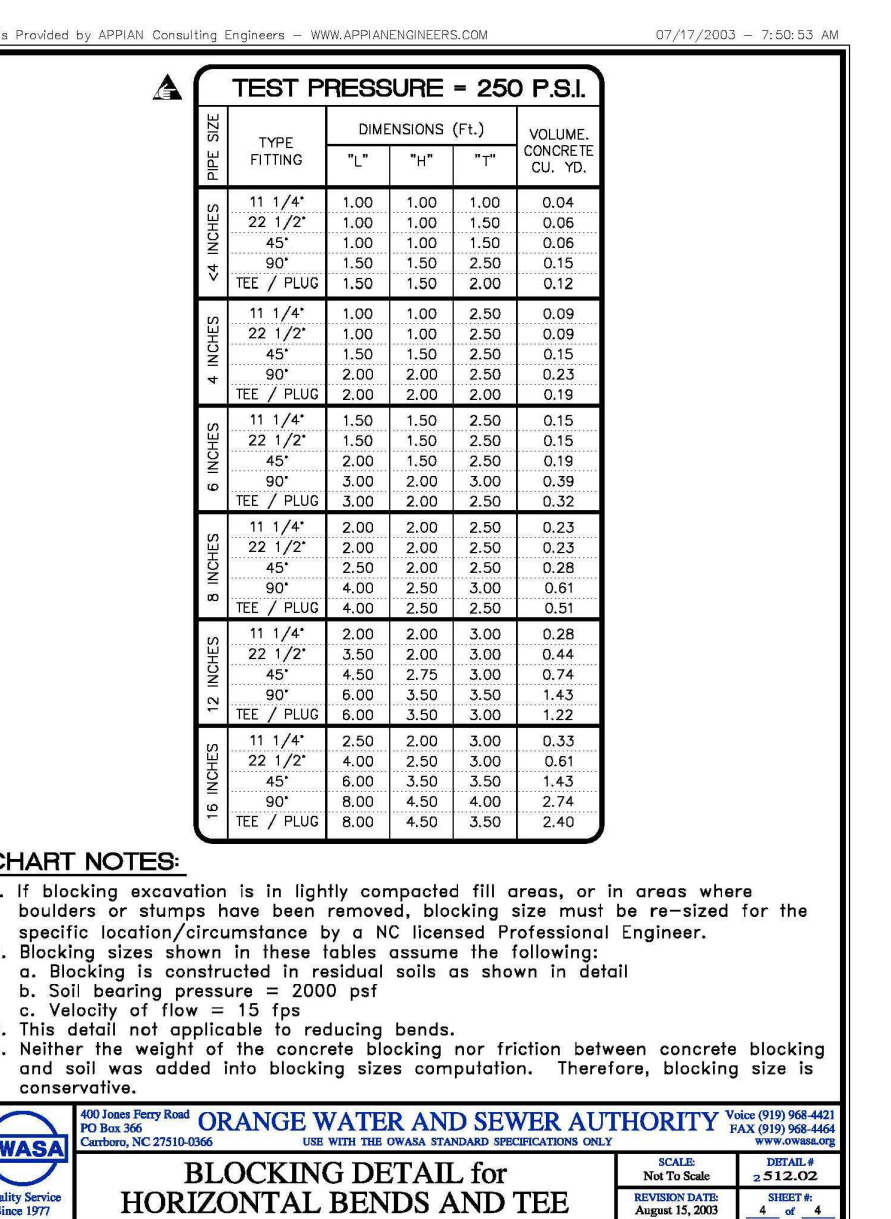 s Provided by APPIAN Consulting Engineers – WWW.APPIANENGINEERS.COM 07/17/2003 – 7:50:53 AM
TEST PRESSURE = 250 P.S.I.
PIPE SIZE TYPE FITTING DIMENSIONS (Ft.) VOLUME. CONCRETE CU. YD.
"L" "H" "T"
<4 INCHES
11 1/4° 1.00 1.00 1.00 0.04
22 1/2° 1.00 1.00 1.50 0.06
45° 1.00 1.00 1.50 0.06
90° 1.50 1.50 2.50 0.15
TEE / PLUG 1.50 1.50 2.00 0.12
4 INCHES
11 1/4° 1.00 1.00 2.50 0.09
22 1/2° 1.00 1.00 2.50 0.09
45° 1.50 1.50 2.50 0.15
90° 2.00 2.00 2.50 0.23
TEE / PLUG 2.00 2.00 2.00 0.19
6 INCHES
11 1/4° 1.50 1.50 2.50 0.15
22 1/2° 1.50 1.50 2.50 0.15
45° 2.00 1.50 2.50 0.19
90° 3.00 2.00 3.00 0.39
TEE / PLUG 3.00 2.00 2.50 0.32
8 INCHES
11 1/4° 2.00 2.00 2.50 0.23
22 1/2° 2.00 2.00 2.50 0.23
45° 2.50 2.00 2.50 0.28
90° 4.00 2.50 3.00 0.61
TEE / PLUG 4.00 2.50 2.50 0.51
12 INCHES
11 1/4° 2.00 2.00 3.00 0.28
22 1/2° 3.50 2.00 3.00 0.44
45° 4.50 2.75 3.00 0.74
90° 6.00 3.50 3.50 1.43
TEE / PLUG 6.00 3.50 3.00 1.22
16 INCHES
11 1/4° 2.50 2.00 3.00 0.33
22 1/2° 4.00 2.50 3.00 0.61
45° 6.00 3.50 3.50 1.43
90° 8.00 4.50 4.00 2.74
TEE / PLUG 8.00 4.50 3.50 2.40
CHART NOTES:
. If blocking excavation is in lightly compacted fill areas, or in areas where
boulders or stumps have been removed, blocking size must be re-sized for the
specific location/circumstance by a NC licensed Professional Engineer.
. Blocking sizes shown in these tables assume the following:
a. Blocking is constructed in residual soils as shown in detail
b. Soil bearing pressure = 2000 psf
c. Velocity of flow = 15 fps
. This detail not applicable to reducing bends.
. Neither the weight of the concrete blocking nor friction between concrete blocking
and soil was added into blocking sizes computation. Therefore, blocking size is
conservative.
WASA
ality Service
Since 1977
400 Jones Ferry Road
PO Box 366
Carrboro, NC 27510-0366
ORANGE WATER AND SEWER AUTHORITY
USE WITH THE OWASA STANDARD SPECIFICATIONS ONLY
Voice (919) 968-4421
FAX (919) 968-4464
www.owasa.org
BLOCKING DETAIL for
HORIZONTAL BENDS AND TEE
SCALE:
Not To Scale
DETAIL #
2 512.02
REVISION DATE:
August 15, 2003
SHEET #:
4 of 4